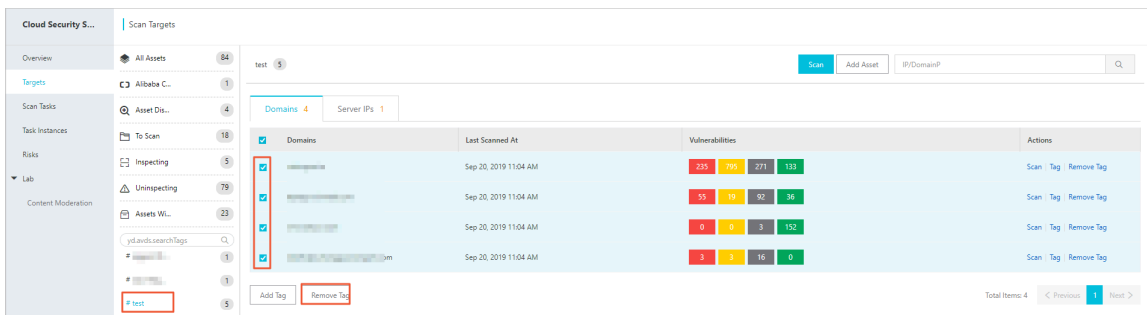 Cloud Security S...
Scan Targets
Overview
Targets
Scan Tasks
Task Instances
Risks
Lab
Content Moderation
All Assets 84
Alibaba C... 1
Asset Dis... 4
To Scan 18
Inspecting 5
Uninspecting 79
Assets Wi... 23
yd.avds.searchTags
# 1
# 1
# test 5
test 5
Scan Add Asset IP/DomainP
Domains 4 Server IPs 1
Domains Last Scanned At Vulnerabilities Actions
Sep 20, 2019 11:04 AM 235 795 271 133 Scan Tag Remove Tag
Sep 20, 2019 11:04 AM 55 19 92 36 Scan Tag Remove Tag
Sep 20, 2019 11:04 AM 0 0 3 152 Scan Tag Remove Tag
Sep 20, 2019 11:04 AM 3 3 16 0 Scan Tag Remove Tag
Add Tag Remove Tag
Total Items: 4 < Previous 1 Next >